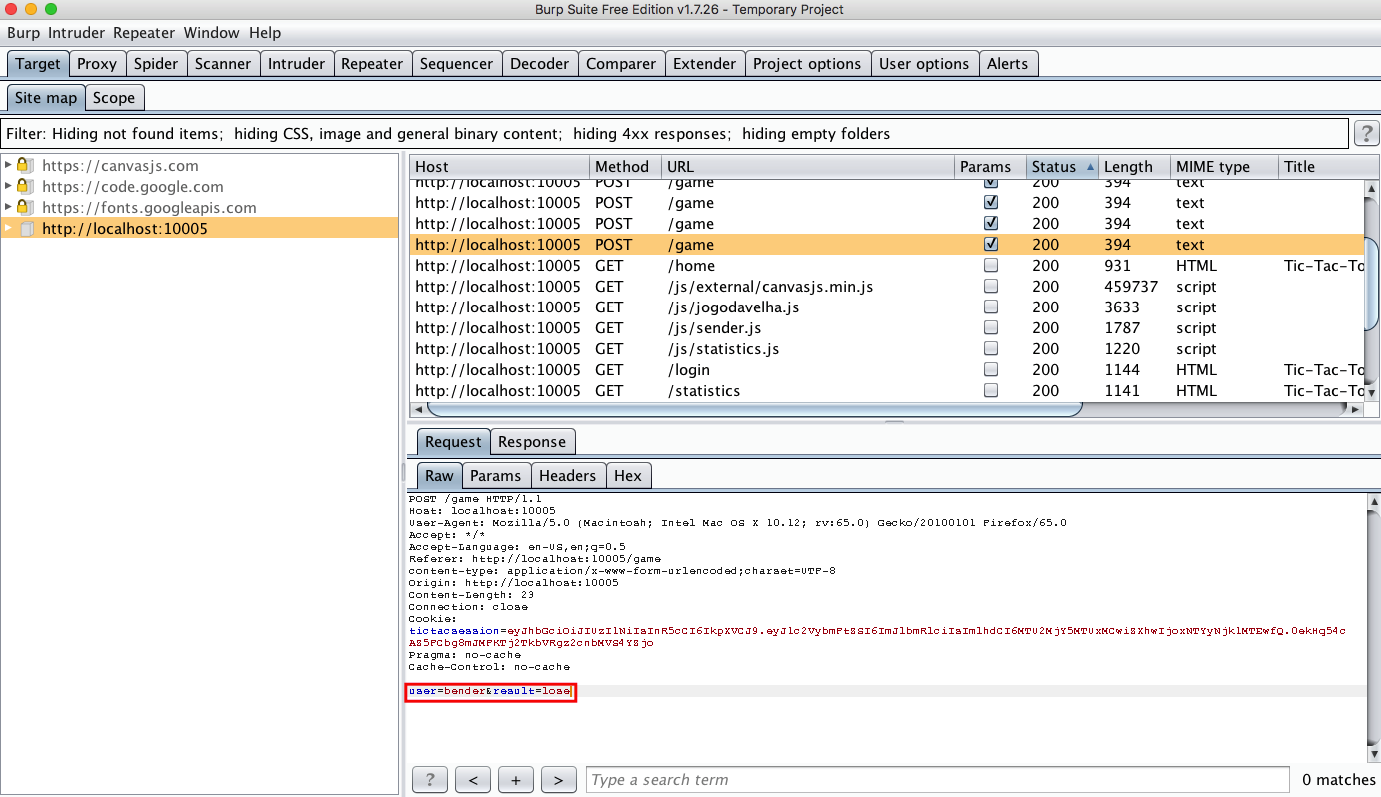 Burp Suite Free Edition v1.7.26 - Temporary Project
Burp Intruder Repeater Window Help
Target Proxy Spider Scanner Intruder Repeater Sequencer Decoder Comparer Extender Project options User options Alerts
Site map Scope
Filter: Hiding not found items; hiding CSS, image and general binary content; hiding 4xx responses; hiding empty folders ?
https://canvasjs.com
https://code.google.com
https://fonts.googleapis.com
http://localhost:10005
Host Method URL Params Status Length MIME type Title
http://localhost:10005 POST /game 200 394 text
http://localhost:10005 POST /game 200 394 text
http://localhost:10005 POST /game 200 394 text
http://localhost:10005 POST /game 200 394 text
http://localhost:10005 GET /home 200 931 HTML Tic-Tac-To
http://localhost:10005 GET /js/external/canvasjs.min.js 200 459737 script
http://localhost:10005 GET /js/jogodavelha.js 200 3633 script
http://localhost:10005 GET /js/sender.js 200 1787 script
http://localhost:10005 GET /js/statistics.js 200 1220 script
http://localhost:10005 GET /login 200 1144 HTML Tic-Tac-To
http://localhost:10005 GET /statistics 200 1141 HTML Tic-Tac-To
Request Response
Raw Params Headers Hex
POST /game HTTP/1.1
Host: localhost:10005
User-Agent: Mozilla/5.0 (Macintosh; Intel Mac OS X 10.12; rv:65.0) Gecko/20100101 Firefox/65.0
Accept: */*
Accept-Language: en-US,en;q=0.5
Referer: http://localhost:10005/game
content-type: application/x-www-form-urlencoded;charset=UTF-8
Origin: http://localhost:10005
Content-Length: 23
Connection: close
Cookie:
tictacsession=
Pragma: no-cache
Cache-Control: no-cache
user=bender&result=lose
? < + > Type a search term 0 matches